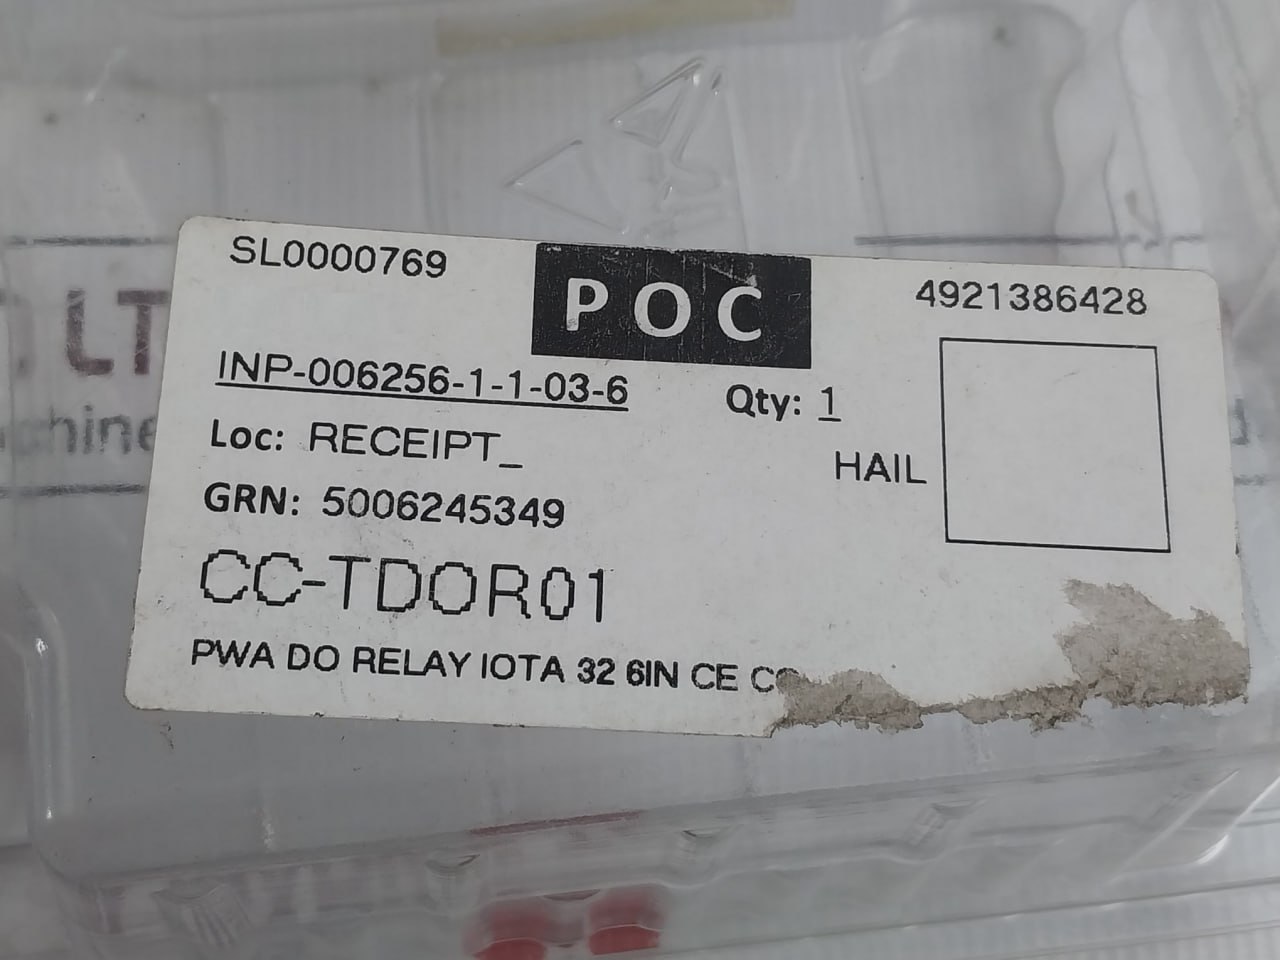 SL0000769
POC
4921386428
INP-006256-1-1-03-6
Qty: 1
Loc: RECEIPT_
HAIL
GRN: 5006245349
CC-TDOR01
PWA DO RELAY IOTA 32 6IN CE
LT